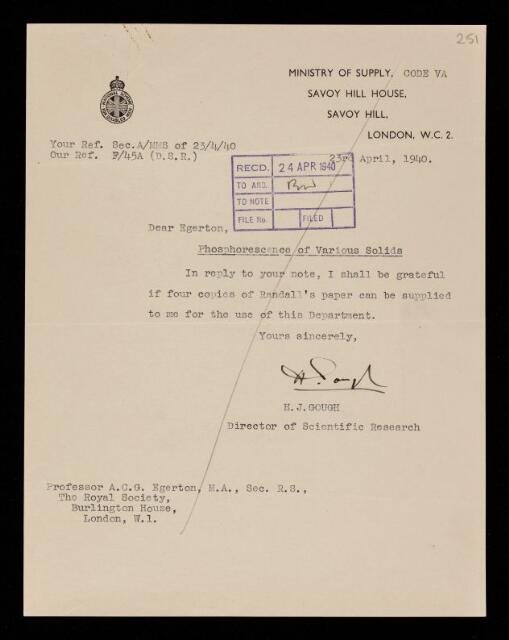 251
MINISTRY OF SUPPLY, CODE VA
SAVOY HILL HOUSE,
SAVOY HILL,
LONDON, W.C. 2.
Your Ref. Sec.A/MMS of 23/4/40
Our Ref. F/45A (D.S.R.)
23rd April, 1940.
RECD. 24 APR 1940
TO ARD.
TO NOTE
FILE No. FILED
Dear Egerton,
Phosphorescence of Various Solids
In reply to your note, I shall be grateful
if four copies of Randall's paper can be supplied
to me for the use of this Department.
Yours sincerely,
H. Gough
H.J.GOUGH
Director of Scientific Research
Professor A.C.G. Egerton, M.A., Sec. R.S.,
The Royal Society,
Burlington House,
London, W.1.